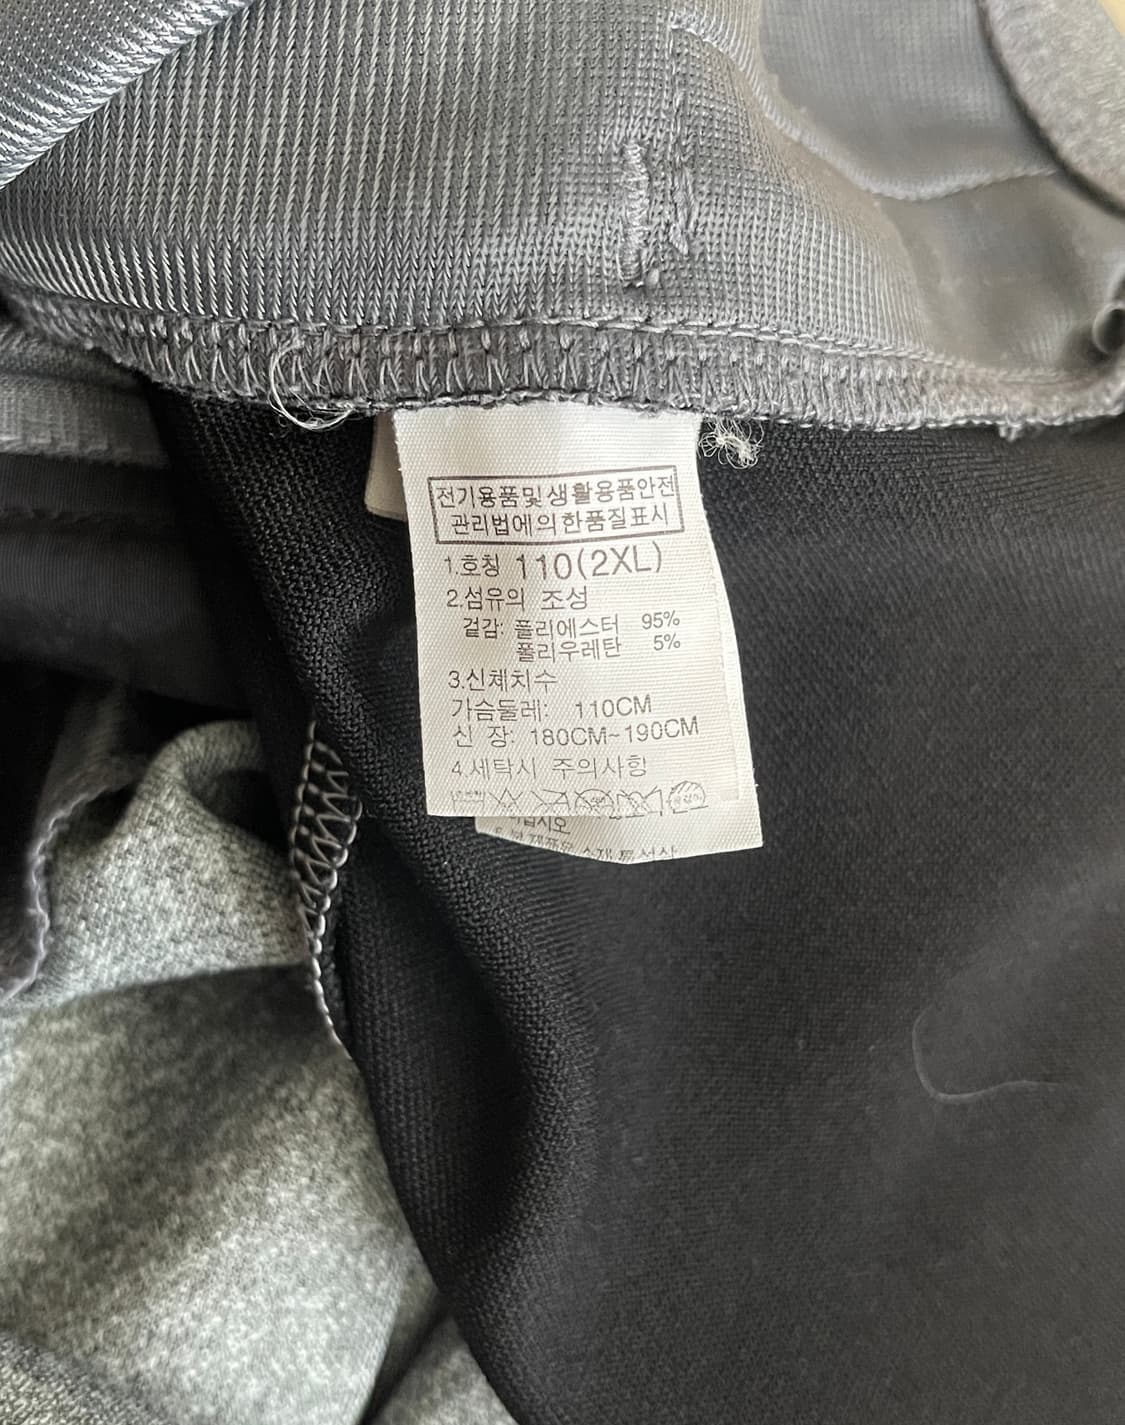 전기용품및생활용품안전
관리법에의한품질표시
1.호칭 110(2XL)
2.섬유의 조성
겉감: 폴리에스터 95%
폴리우레탄 5%
3.신체치수
가슴둘레: 110CM
신 장: 180CM~190CM
4.세탁시 주의사항